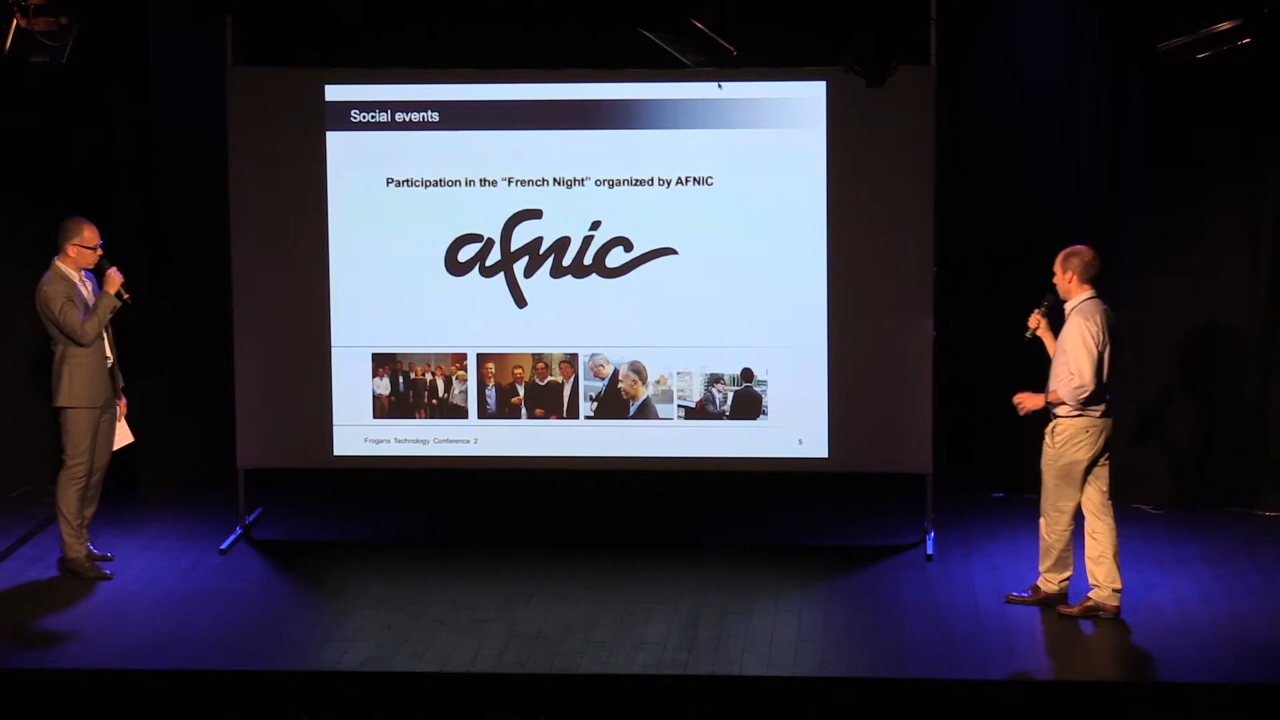 Social events
Participation in the “French Night” organized by AFNIC
afnic
Frogans Technology Conference 2
5